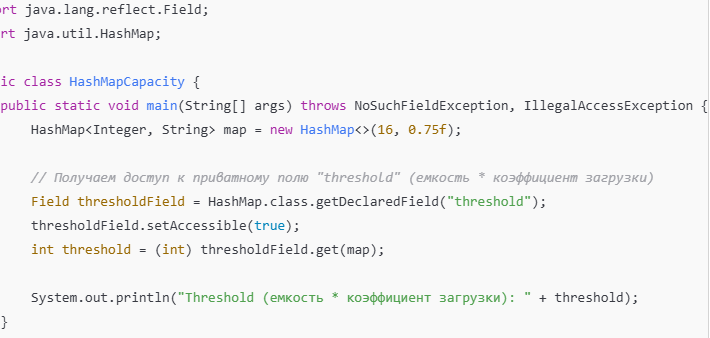 ort java.lang.reflect.Field;
rt java.util.HashMap;
ic class HashMapCapacity {
public static void main(String[] args) throws NoSuchFieldException, IllegalAccessException {
HashMap<Integer, String> map = new HashMap<>(16, 0.75f);
// Получаем доступ к приватному полю "threshold" (емкость * коэффициент загрузки)
Field thresholdField = HashMap.class.getDeclaredField("threshold");
thresholdField.setAccessible(true);
int threshold = (int) thresholdField.get(map);
System.out.println("Threshold (емкость * коэффициент загрузки): " + threshold);
}